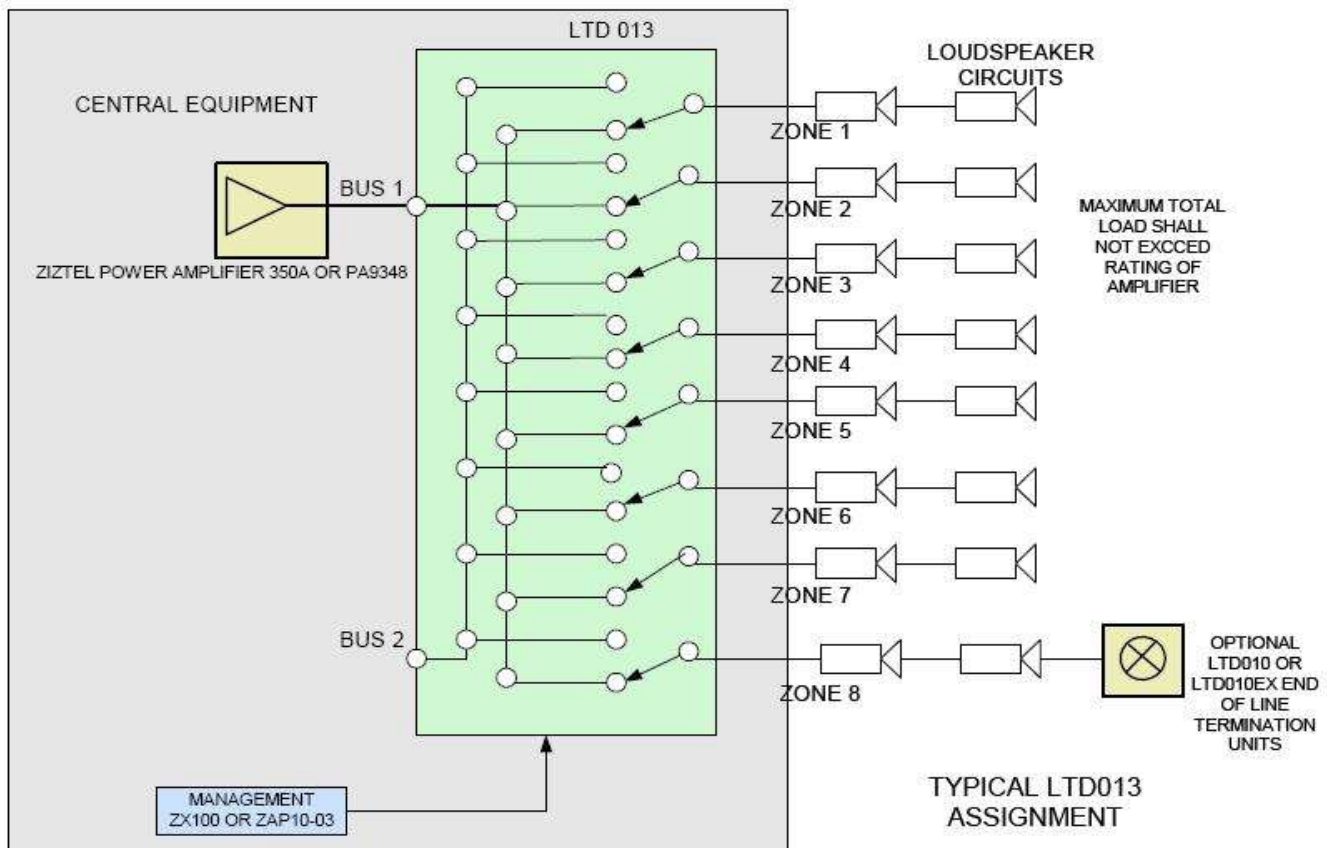 LTD 013
CENTRAL EQUIPMENT
BUS 1
ZIZTEL POWER AMPLIFIER 350A OR PA9348
BUS 2
MANAGEMENT
ZX100 OR ZAP10-03
LOUDSPEAKER
CIRCUITS
ZONE 1
ZONE 2
ZONE 3
ZONE 4
ZONE 5
ZONE 6
ZONE 7
ZONE 8
MAXIMUM TOTAL
LOAD SHALL
NOT EXCCED
RATING OF
AMPLIFIER
OPTIONAL
LTD010 OR
LTD010EX END
OF LINE
TERMINATION
UNITS
TYPICAL LTD013
ASSIGNMENT